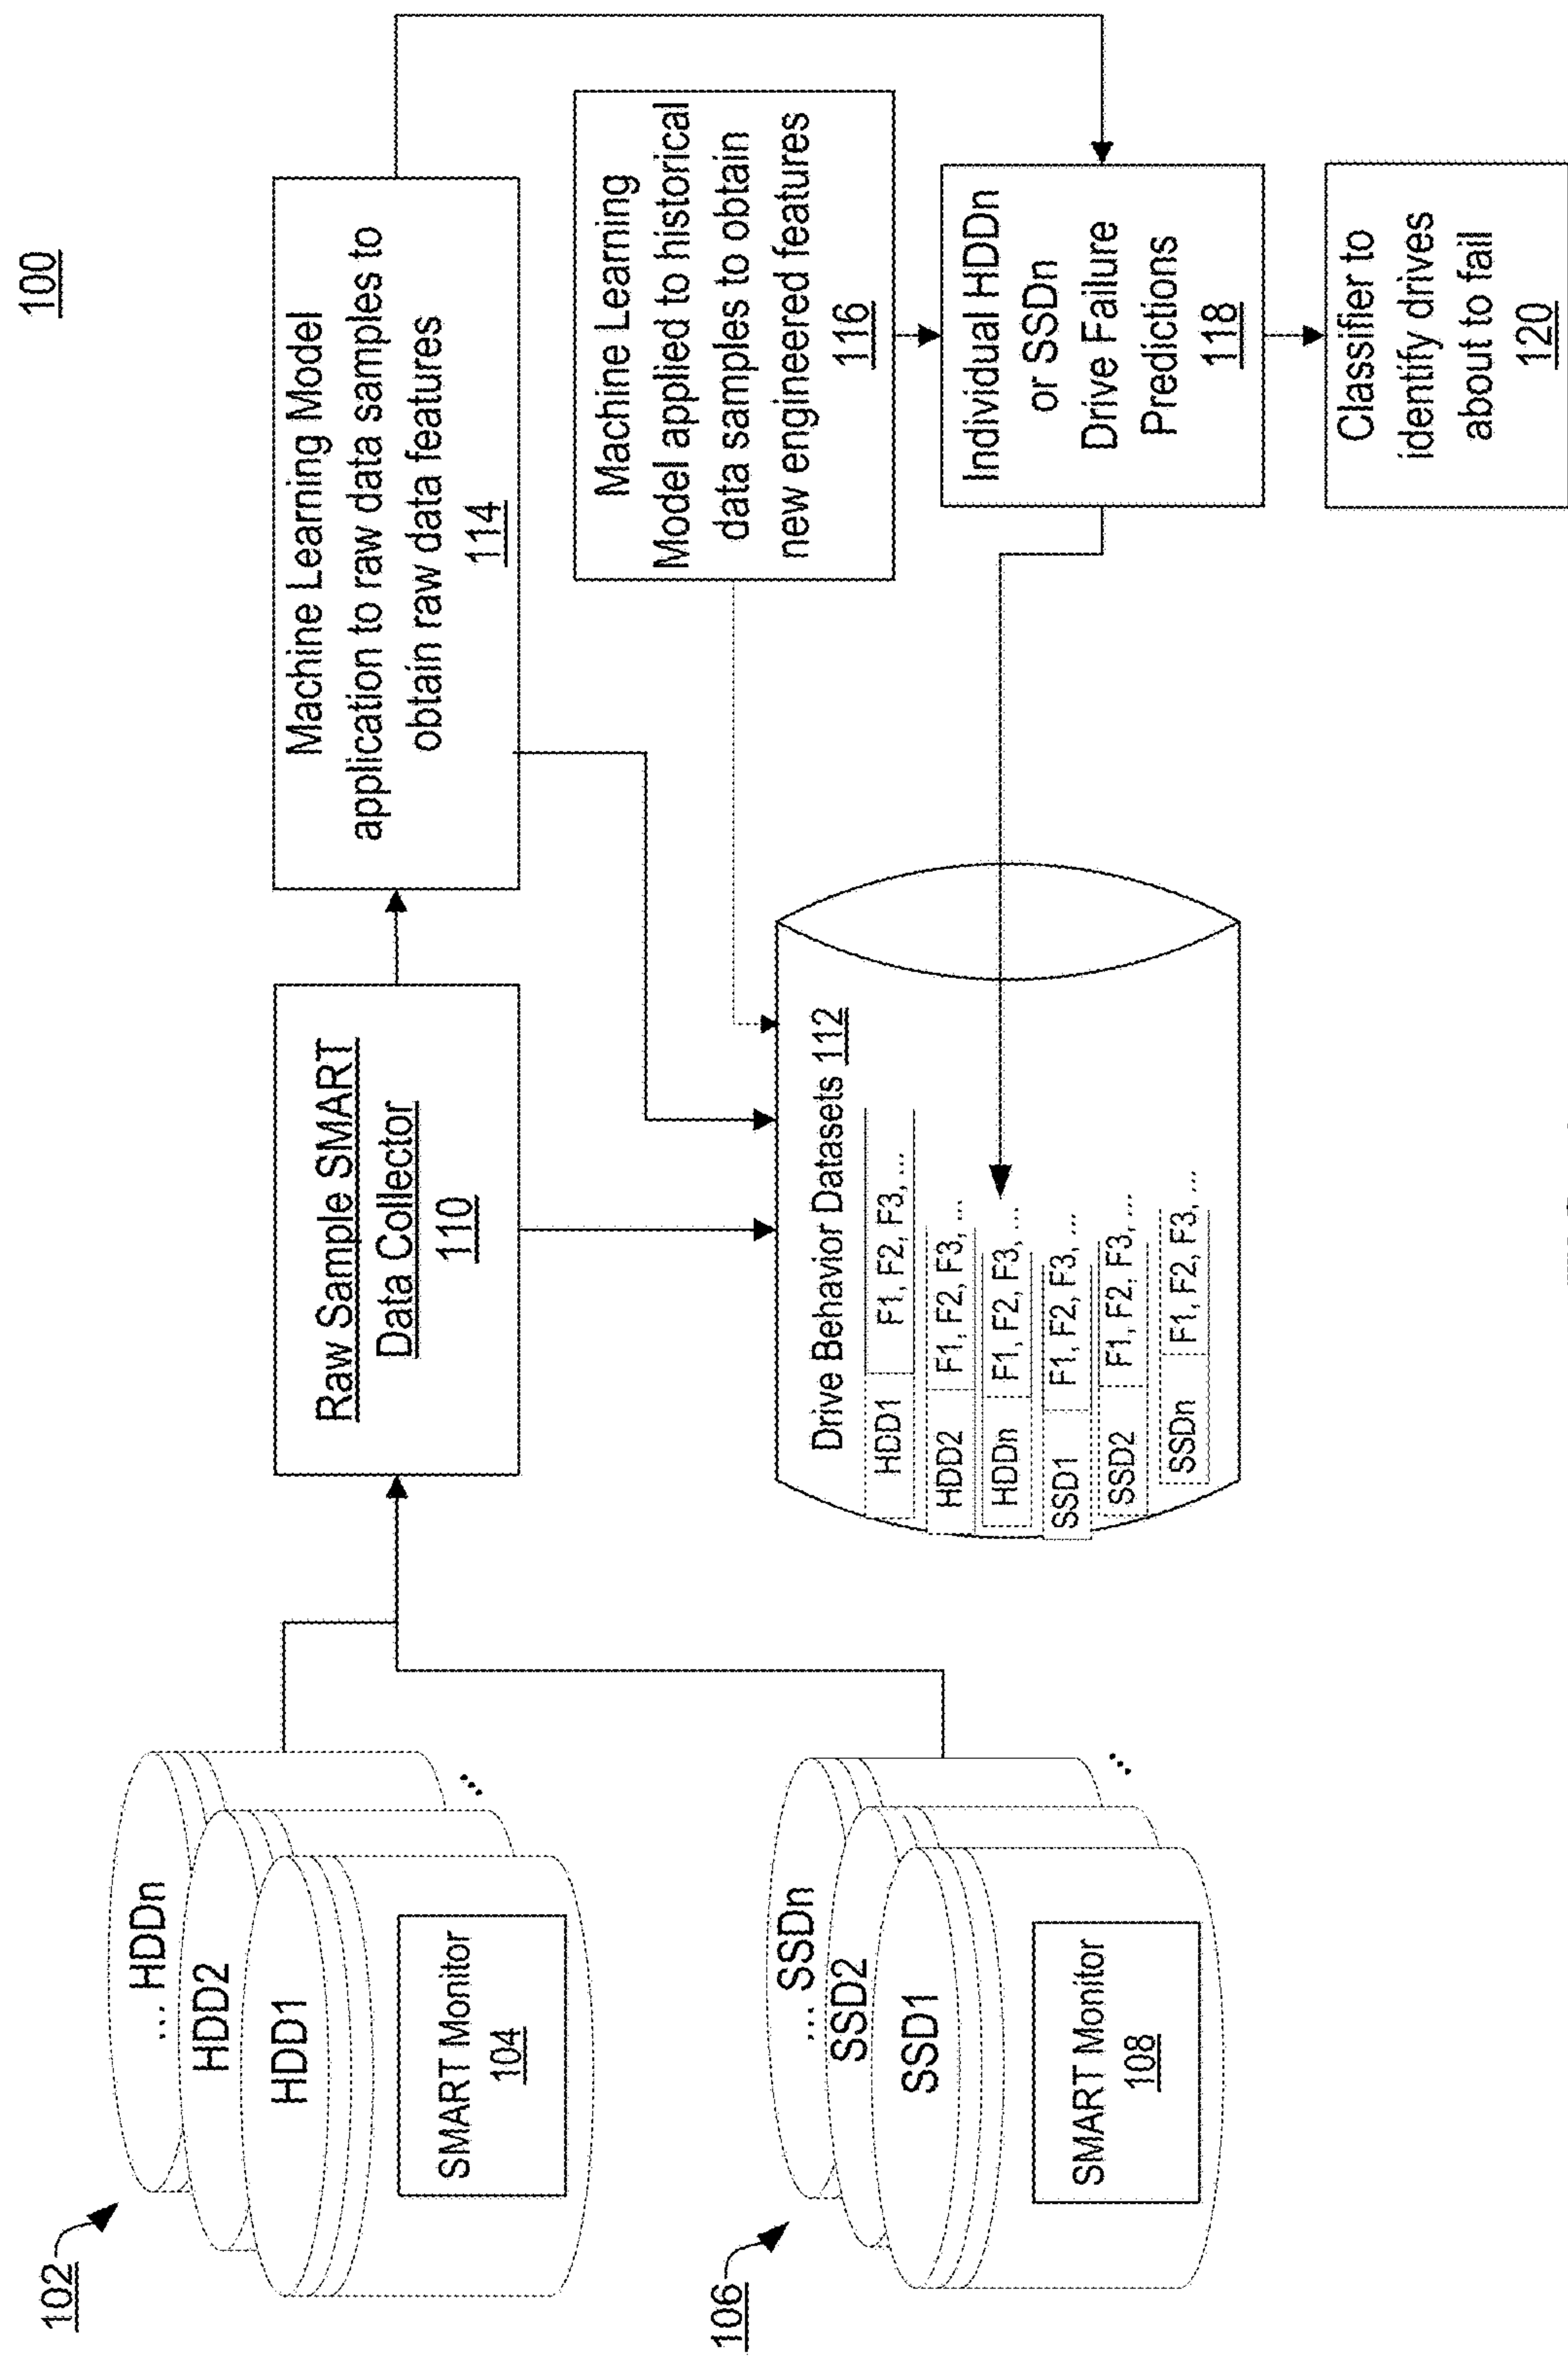 100
102
... HDDn
HDD2
HDD1
SMART Monitor
104
106
... SSDn
SSD2
SSD1
SMART Monitor
108
Raw Sample SMART
Data Collector
110
Machine Learning Model
application to raw data samples to
obtain raw data features
114
Machine Learning
Model applied to historical
data samples to obtain
new engineered features
116
Drive Behavior Datasets 112
HDD1 F1, F2, F3, ...
HDD2 F1, F2, F3, ...
HDDn F1, F2, F3, ...
SSD1 F1, F2, F3, ...
SSD2 F1, F2, F3, ...
SSDn F1, F2, F3, ...
Individual HDDn
or SSDn
Drive Failure
Predictions
118
Classifier to
identify drives
about to fail
120